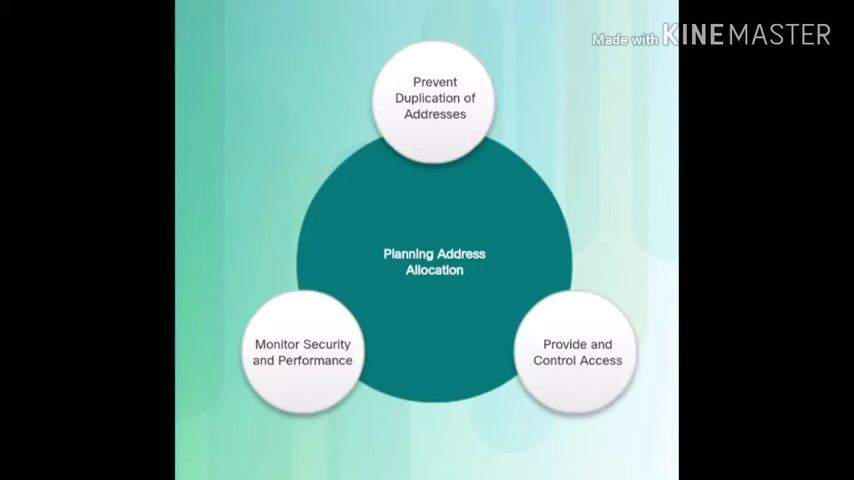 Made with KINEMASTER
Prevent
Duplication of
Addresses
Planning Address
Allocation
Monitor Security
and Performance
Provide and
Control Access